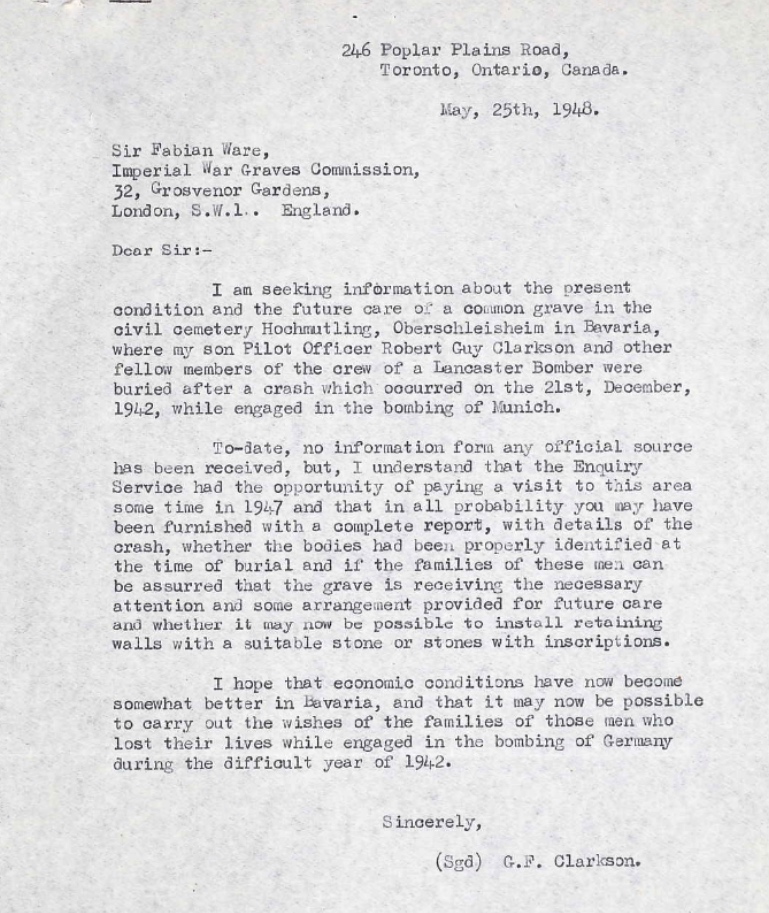 246 Poplar Plains Road,
Toronto, Ontario, Canada.
May, 25th, 1948.
Sir Fabian Ware,
Imperial War Graves Commission,
32, Grosvenor Gardens,
London, S.W.1.. England.
Dear Sir:-
I am seeking information about the present
condition and the future care of a common grave in the
civil cemetery Hochmutling, Oberschleisheim in Bavaria,
where my son Pilot Officer Robert Guy Clarkson and other
fellow members of the crew of a Lancaster Bomber were
buried after a crash which occurred on the 21st, December,
1942, while engaged in the bombing of Munich.
To-date, no information form any official source
has been received, but, I understand that the Enquiry
Service had the opportunity of paying a visit to this area
some time in 1947 and that in all probability you may have
been furnished with a complete report, with details of the
crash, whether the bodies had been properly identified at
the time of burial and if the families of these men can
be assurred that the grave is receiving the necessary
attention and some arrangement provided for future care
and whether it may now be possible to install retaining
walls with a suitable stone or stones with inscriptions.
I hope that economic conditions have now become
somewhat better in Bavaria, and that it may now be possible
to carry out the wishes of the families of those men who
lost their lives while engaged in the bombing of Germany
during the difficult year of 1942.
Sincerely,
(Sgd) G.F. Clarkson.